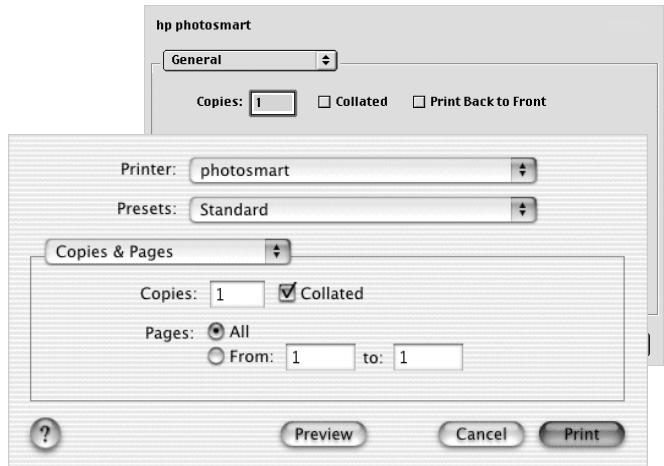 hp photosmart
General
Copies: 1 Collated Print Back to Front
Printer: photosmart
Presets: Standard
Copies & Pages
Copies: 1 Collated
Pages: All
From: 1 to: 1
? Preview Cancel Print